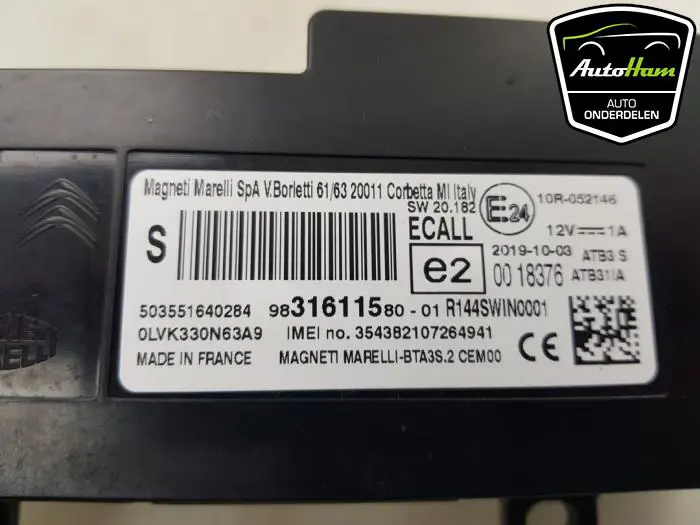 AutoHam
AUTO
ONDERDELEN
Magneti Marelli SpA V.Borletti 61/63 20011 Corbetta MI Italy
SW 20.182
ECALL
E24
10R-052146
12V⎓1A
S
e2
2019-10-03 ATB3 S
00 18376 ATB31/A
503551640284 9831611580-01 R144SWIN0001
0LVK330N63A9 IMEI no. 354382107264941
MADE IN FRANCE MAGNETI MARELLI-BTA3S.2 CEM00
CE